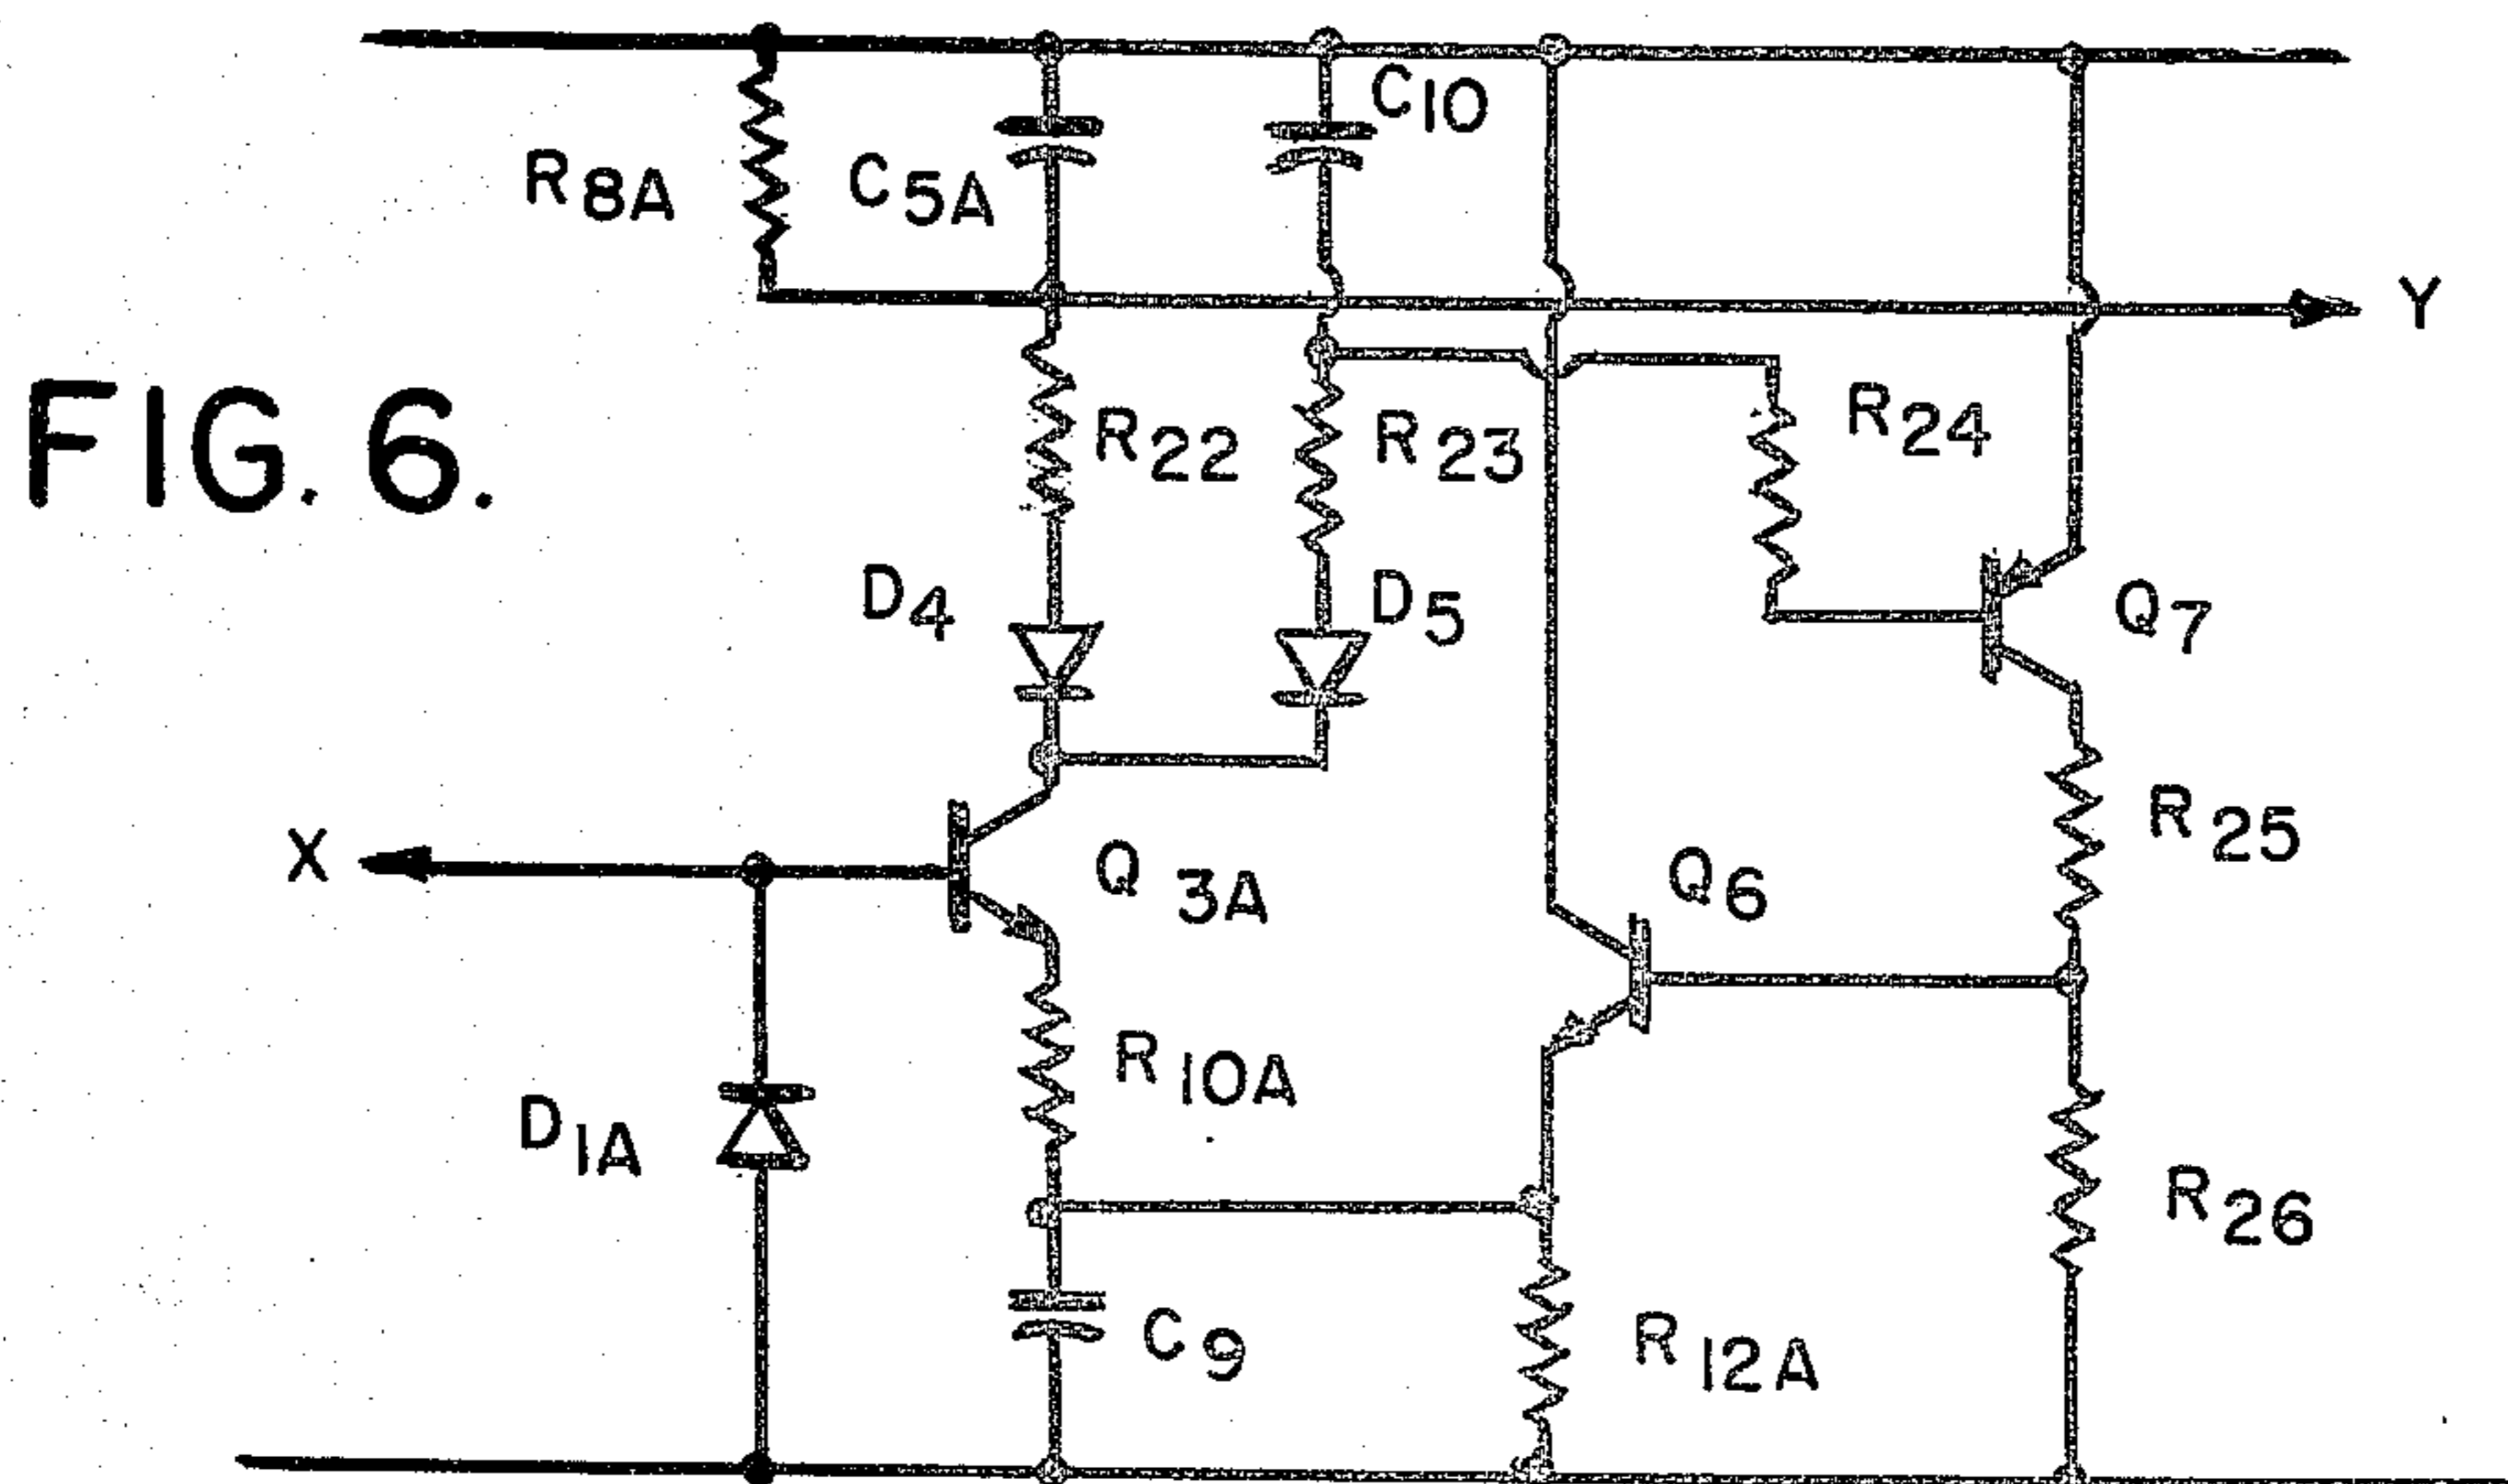 C10
R8A
C5A
Y
FIG. 6.
R22
R23
R24
D4
D5
Q7
R25
X
Q3A
Q6
R10A
D1A
R26
C9
R12A